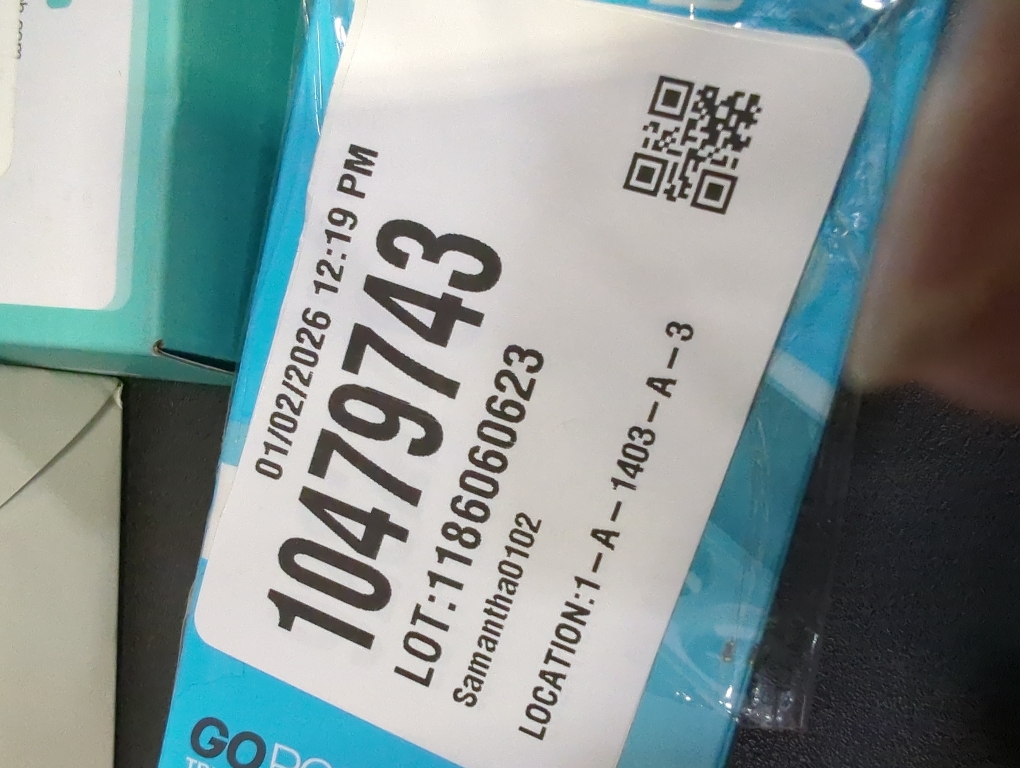 01/02/2026 12:19 PM
10479743
LOT:1186060623
Samantha0102
LOCATION:1-A-1403-A-3
GO